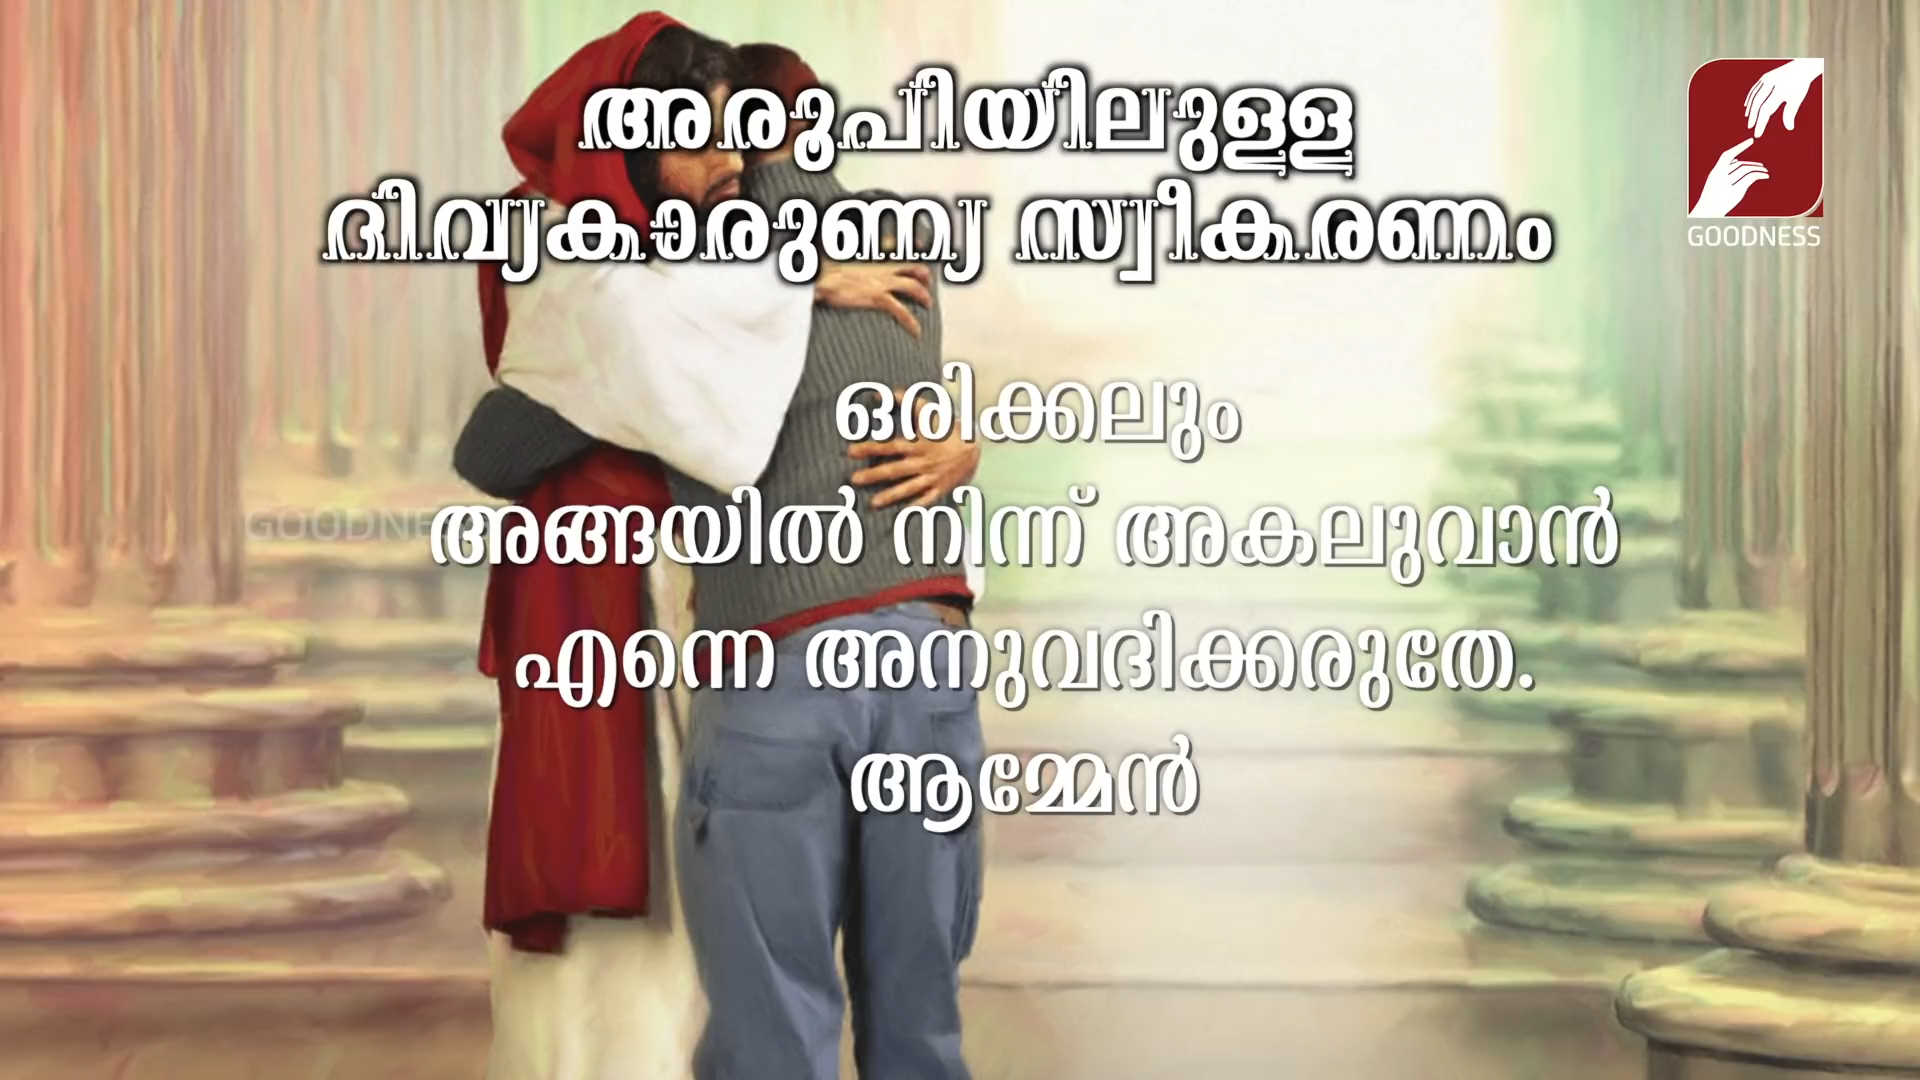 അരൂപിയിലുള്ള
ദിവ്യകാരുണ്യ സ്വീകരണം
GOODNESS
ഒരിക്കലും
അങ്ങയിൽ നിന്ന് അകലുവാൻ
എന്നെ അനുവദിക്കരുതേ.
ആമ്മേൻ